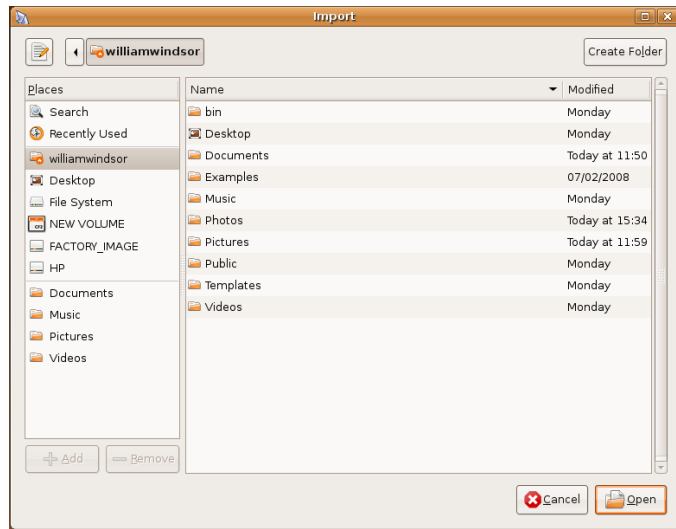 Import
williamwindsor
Create Folder
Places
Name
Modified
Search
Recently Used
williamwindsor
Desktop
File System
NEW VOLUME
FACTORY_IMAGE
HP
Documents
Music
Pictures
Videos
bin Monday
Desktop Monday
Documents Today at 11:50
Examples 07/02/2008
Music Monday
Photos Today at 15:34
Pictures Today at 11:59
Public Monday
Templates Monday
Videos Monday
Add
Remove
Cancel
Open